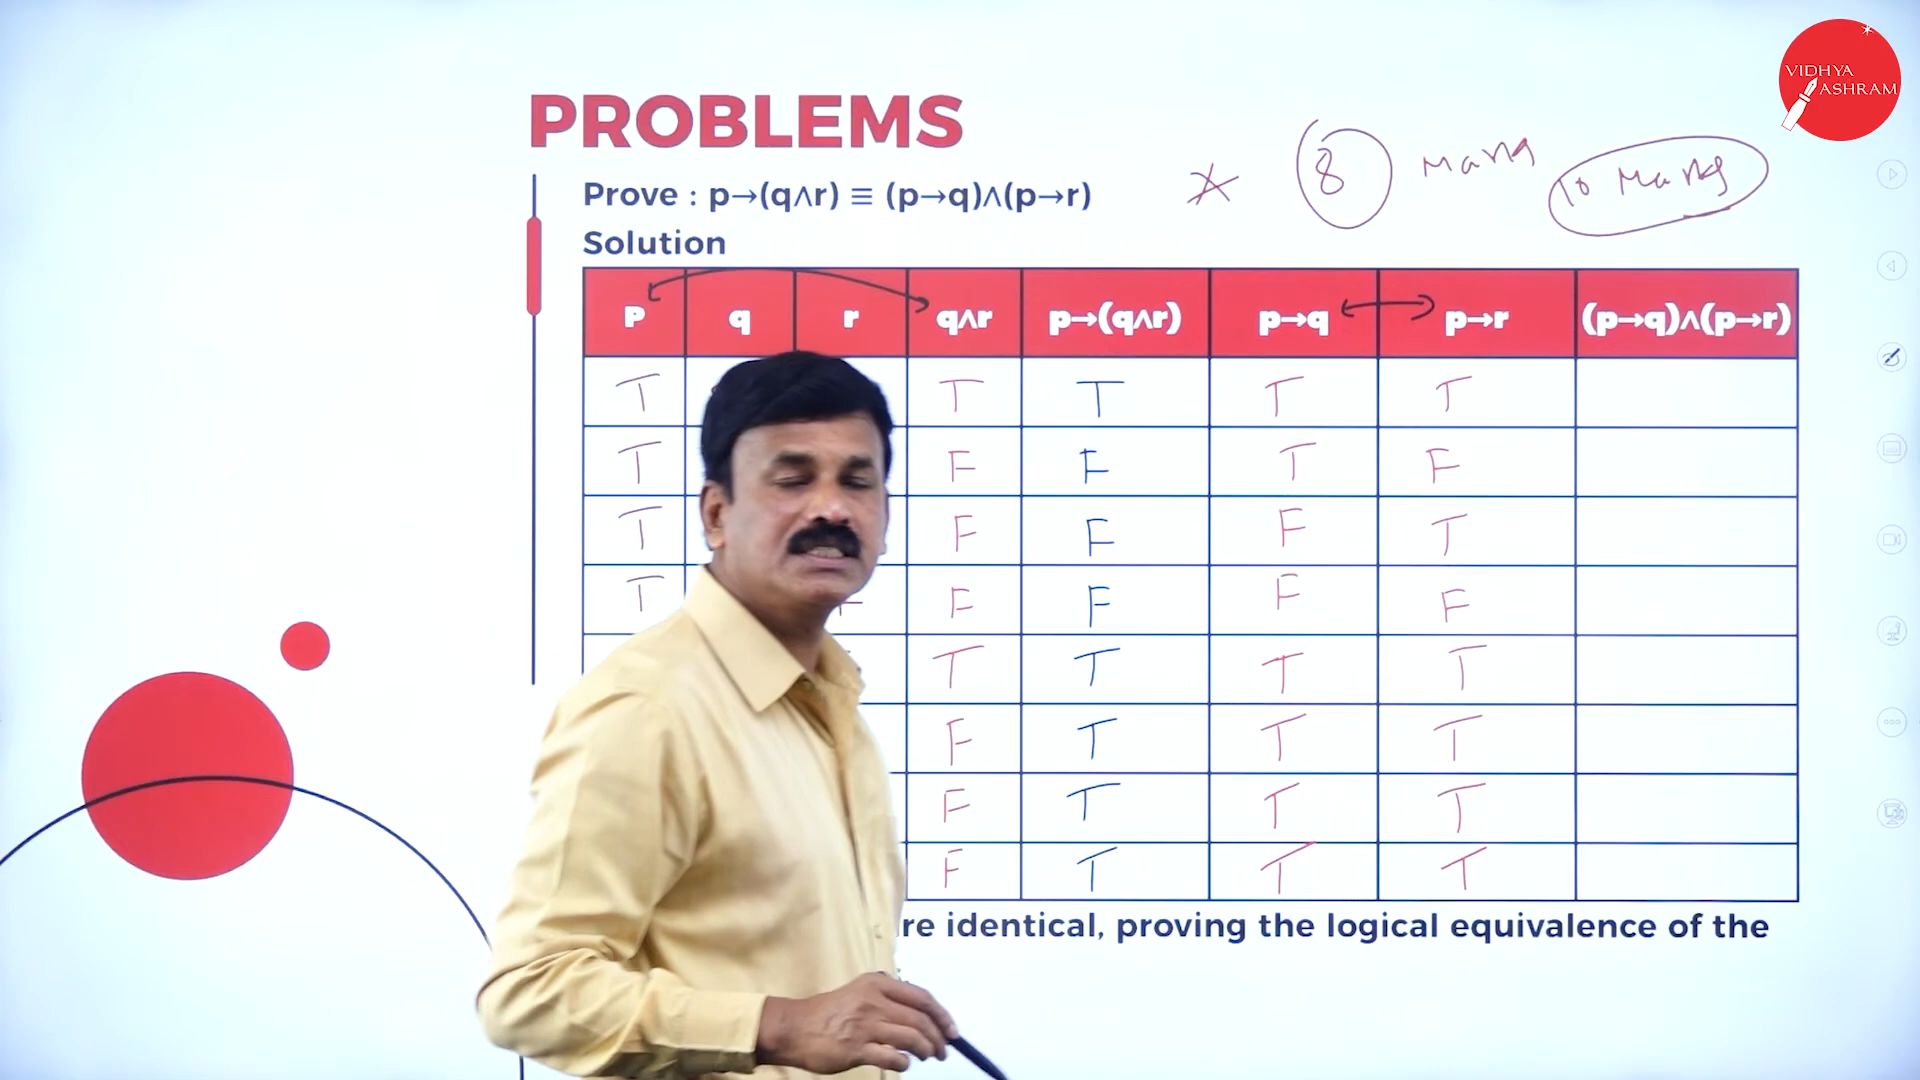 VIDHYA
ASHRAM
PROBLEMS
8 Marks
10 Marks
Prove : p→(q∧r) ≡ (p→q)∧(p→r)
Solution
P q r q∧r p→(q∧r) p→q p→r (p→q)∧(p→r)
T T T T T
T F F T F
T F F F T
T F F F F
T T T T
F T T T
F T T T
F T T T
re identical, proving the logical equivalence of the